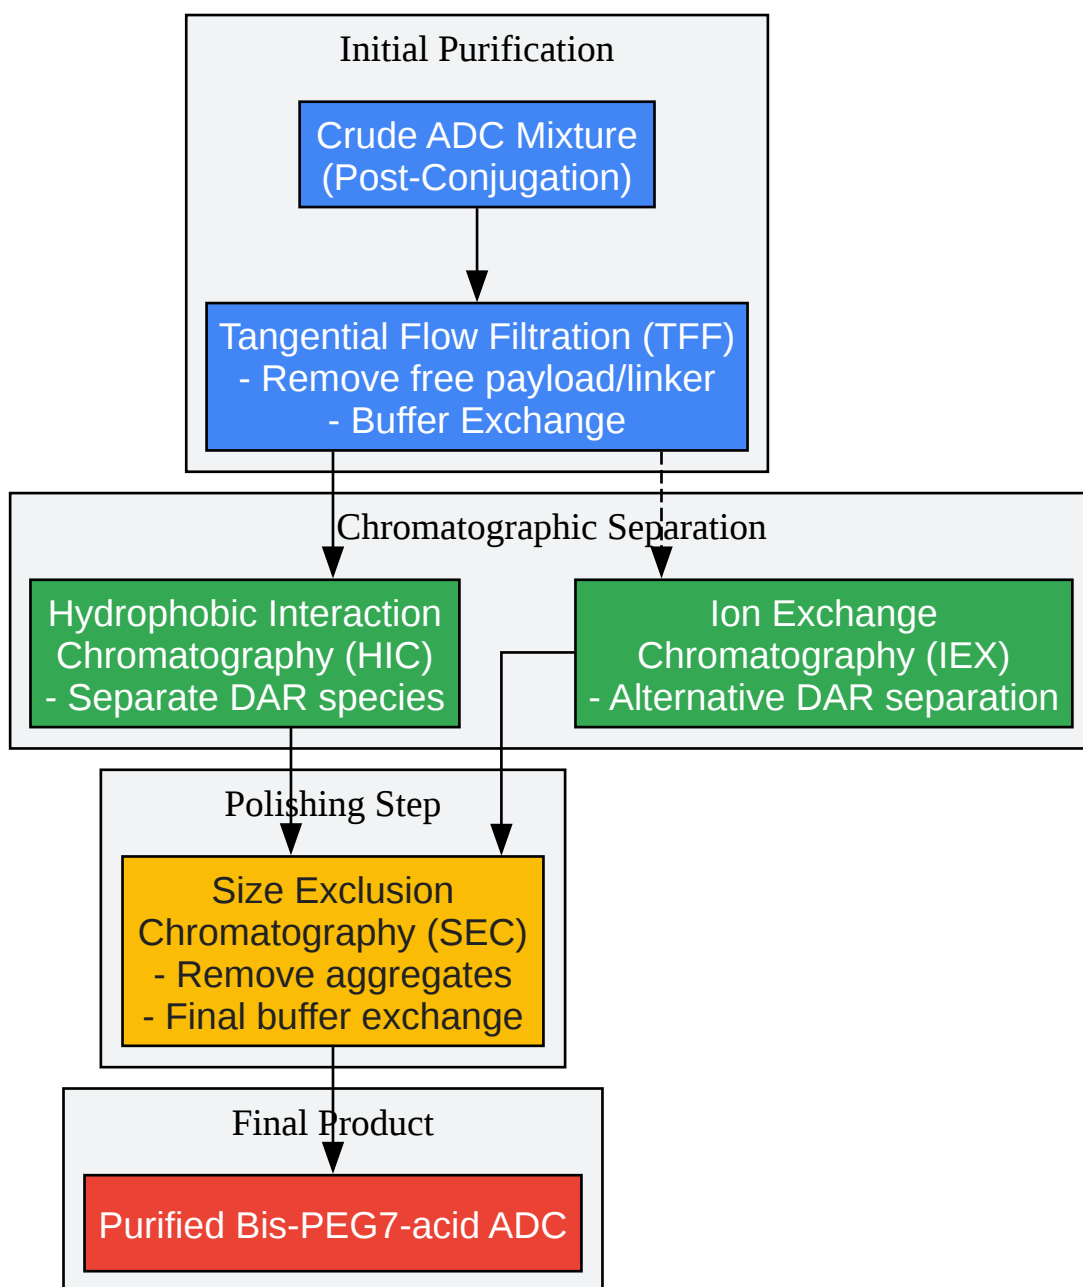 Initial Purification
Crude ADC Mixture
(Post-Conjugation)
Tangential Flow Filtration (TFF)
- Remove free payload/linker
- Buffer Exchange
Chromatographic Separation
Hydrophobic Interaction
Chromatography (HIC)
- Separate DAR species
Ion Exchange
Chromatography (IEX)
- Alternative DAR separation
Polishing Step
Size Exclusion
Chromatography (SEC)
- Remove aggregates
- Final buffer exchange
Final Product
Purified Bis-PEG7-acid ADC